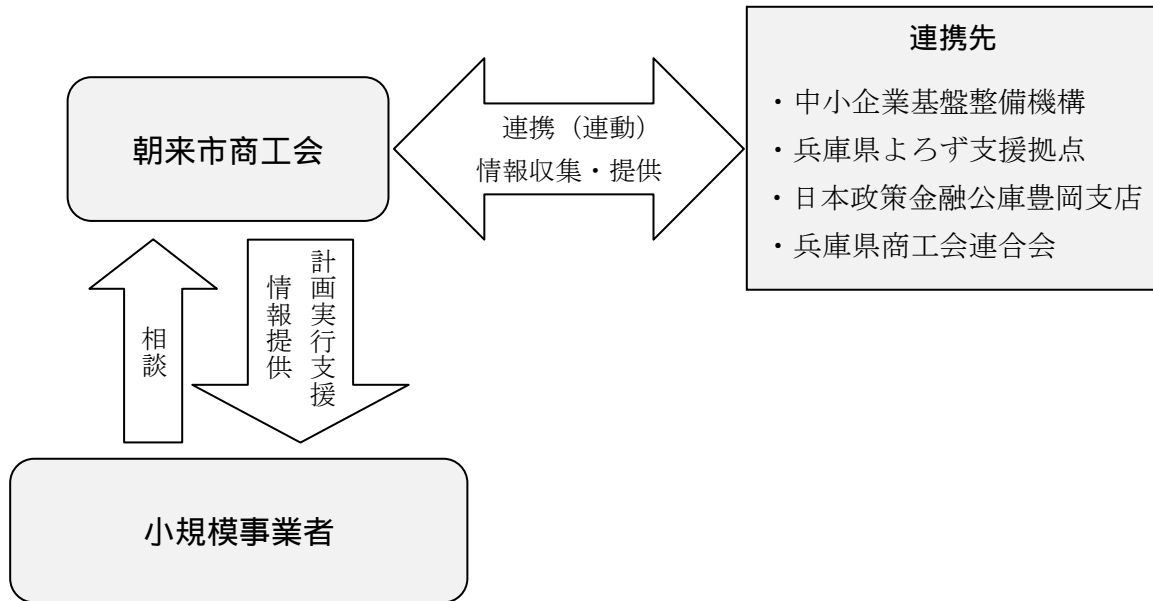 連携先
・中小企業基盤整備機構
・兵庫県よろず支援拠点
・日本政策金融公庫豊岡支店
・兵庫県商工会連合会
朝来市商工会
連携（連動）
情報収集・提供
相談
計画実行支援
情報提供
小規模事業者